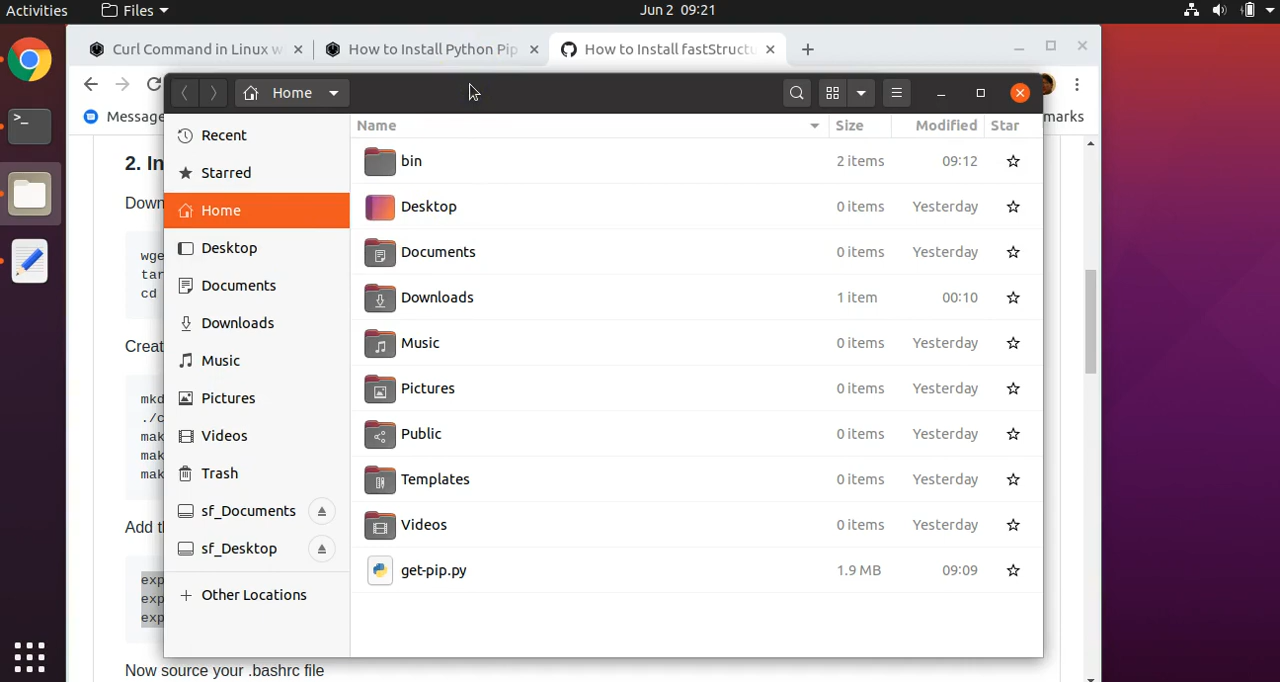 Activities Files Jun 2 09:21
Curl Command in Linux w How to Install Python Pip How to Install fastStructu
Home
Message marks
Name Size Modified Star
Recent
Starred
Home
Desktop
Documents
Downloads
Music
Pictures
Videos
Trash
sf_Documents
sf_Desktop
Other Locations
bin 2 items 09:12
Desktop 0 items Yesterday
Documents 0 items Yesterday
Downloads 1 item 00:10
Music 0 items Yesterday
Pictures 0 items Yesterday
Public 0 items Yesterday
Templates 0 items Yesterday
Videos 0 items Yesterday
get-pip.py 1.9 MB 09:09
2. In
Down
wge
tar
cd
Creat
mkd
./c
mak
mak
mak
Add th
exp
exp
exp
Now source your .bashrc file